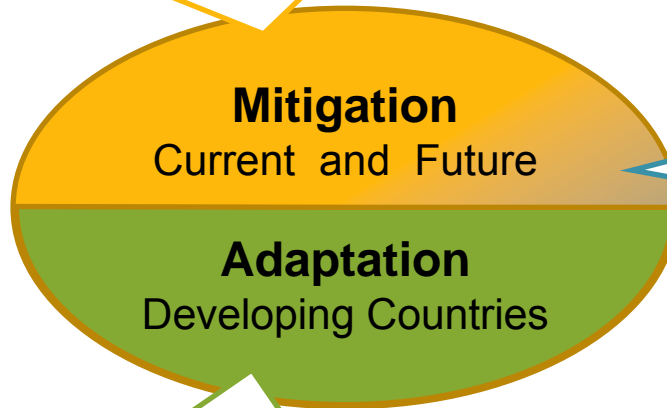 Mitigation
Current and Future
Adaptation
Developing Countries